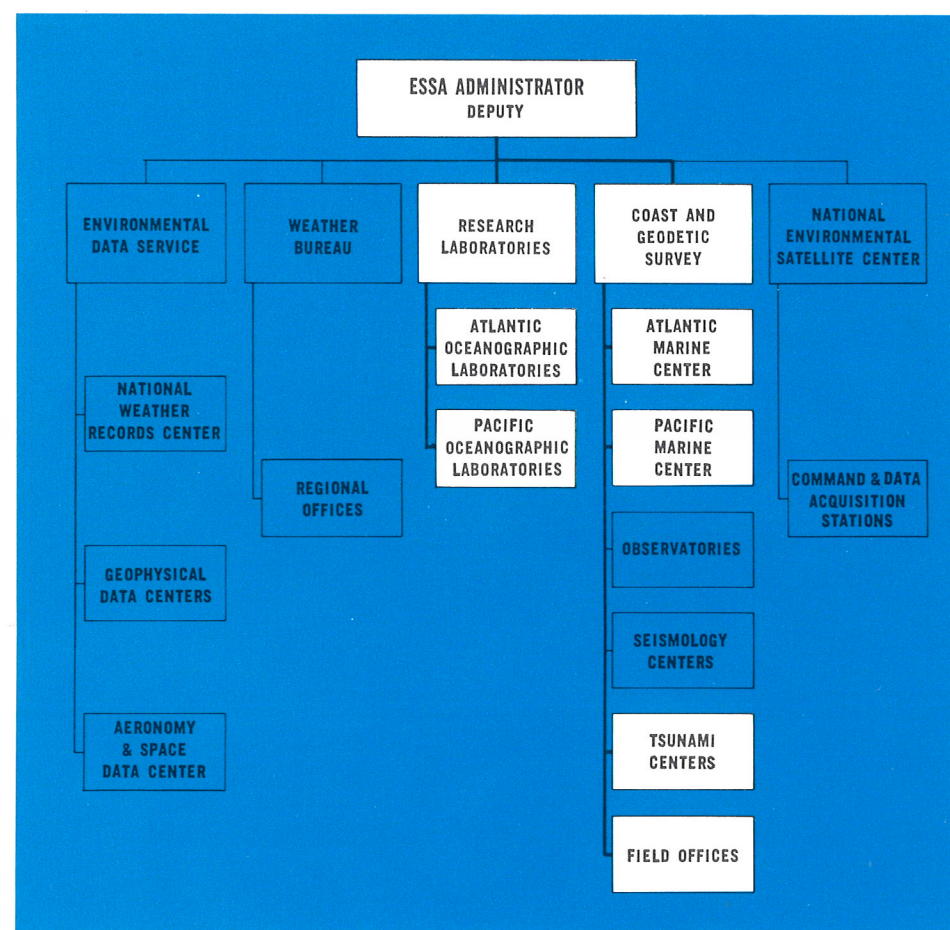 ESSA ADMINISTRATOR
DEPUTY
ENVIRONMENTAL
DATA SERVICE
WEATHER
BUREAU
RESEARCH
LABORATORIES
COAST AND
GEODETIC
SURVEY
NATIONAL
ENVIRONMENTAL
SATELLITE CENTER
NATIONAL
WEATHER
RECORDS CENTER
GEOPHYSICAL
DATA CENTERS
AERONOMY
& SPACE
DATA CENTER
REGIONAL
OFFICES
ATLANTIC
OCEANOGRAPHIC
LABORATORIES
PACIFIC
OCEANOGRAPHIC
LABORATORIES
ATLANTIC
MARINE
CENTER
PACIFIC
MARINE
CENTER
OBSERVATORIES
SEISMOLOGY
CENTERS
TSUNAMI
CENTERS
FIELD OFFICES
COMMAND & DATA
ACQUISITION
STATIONS